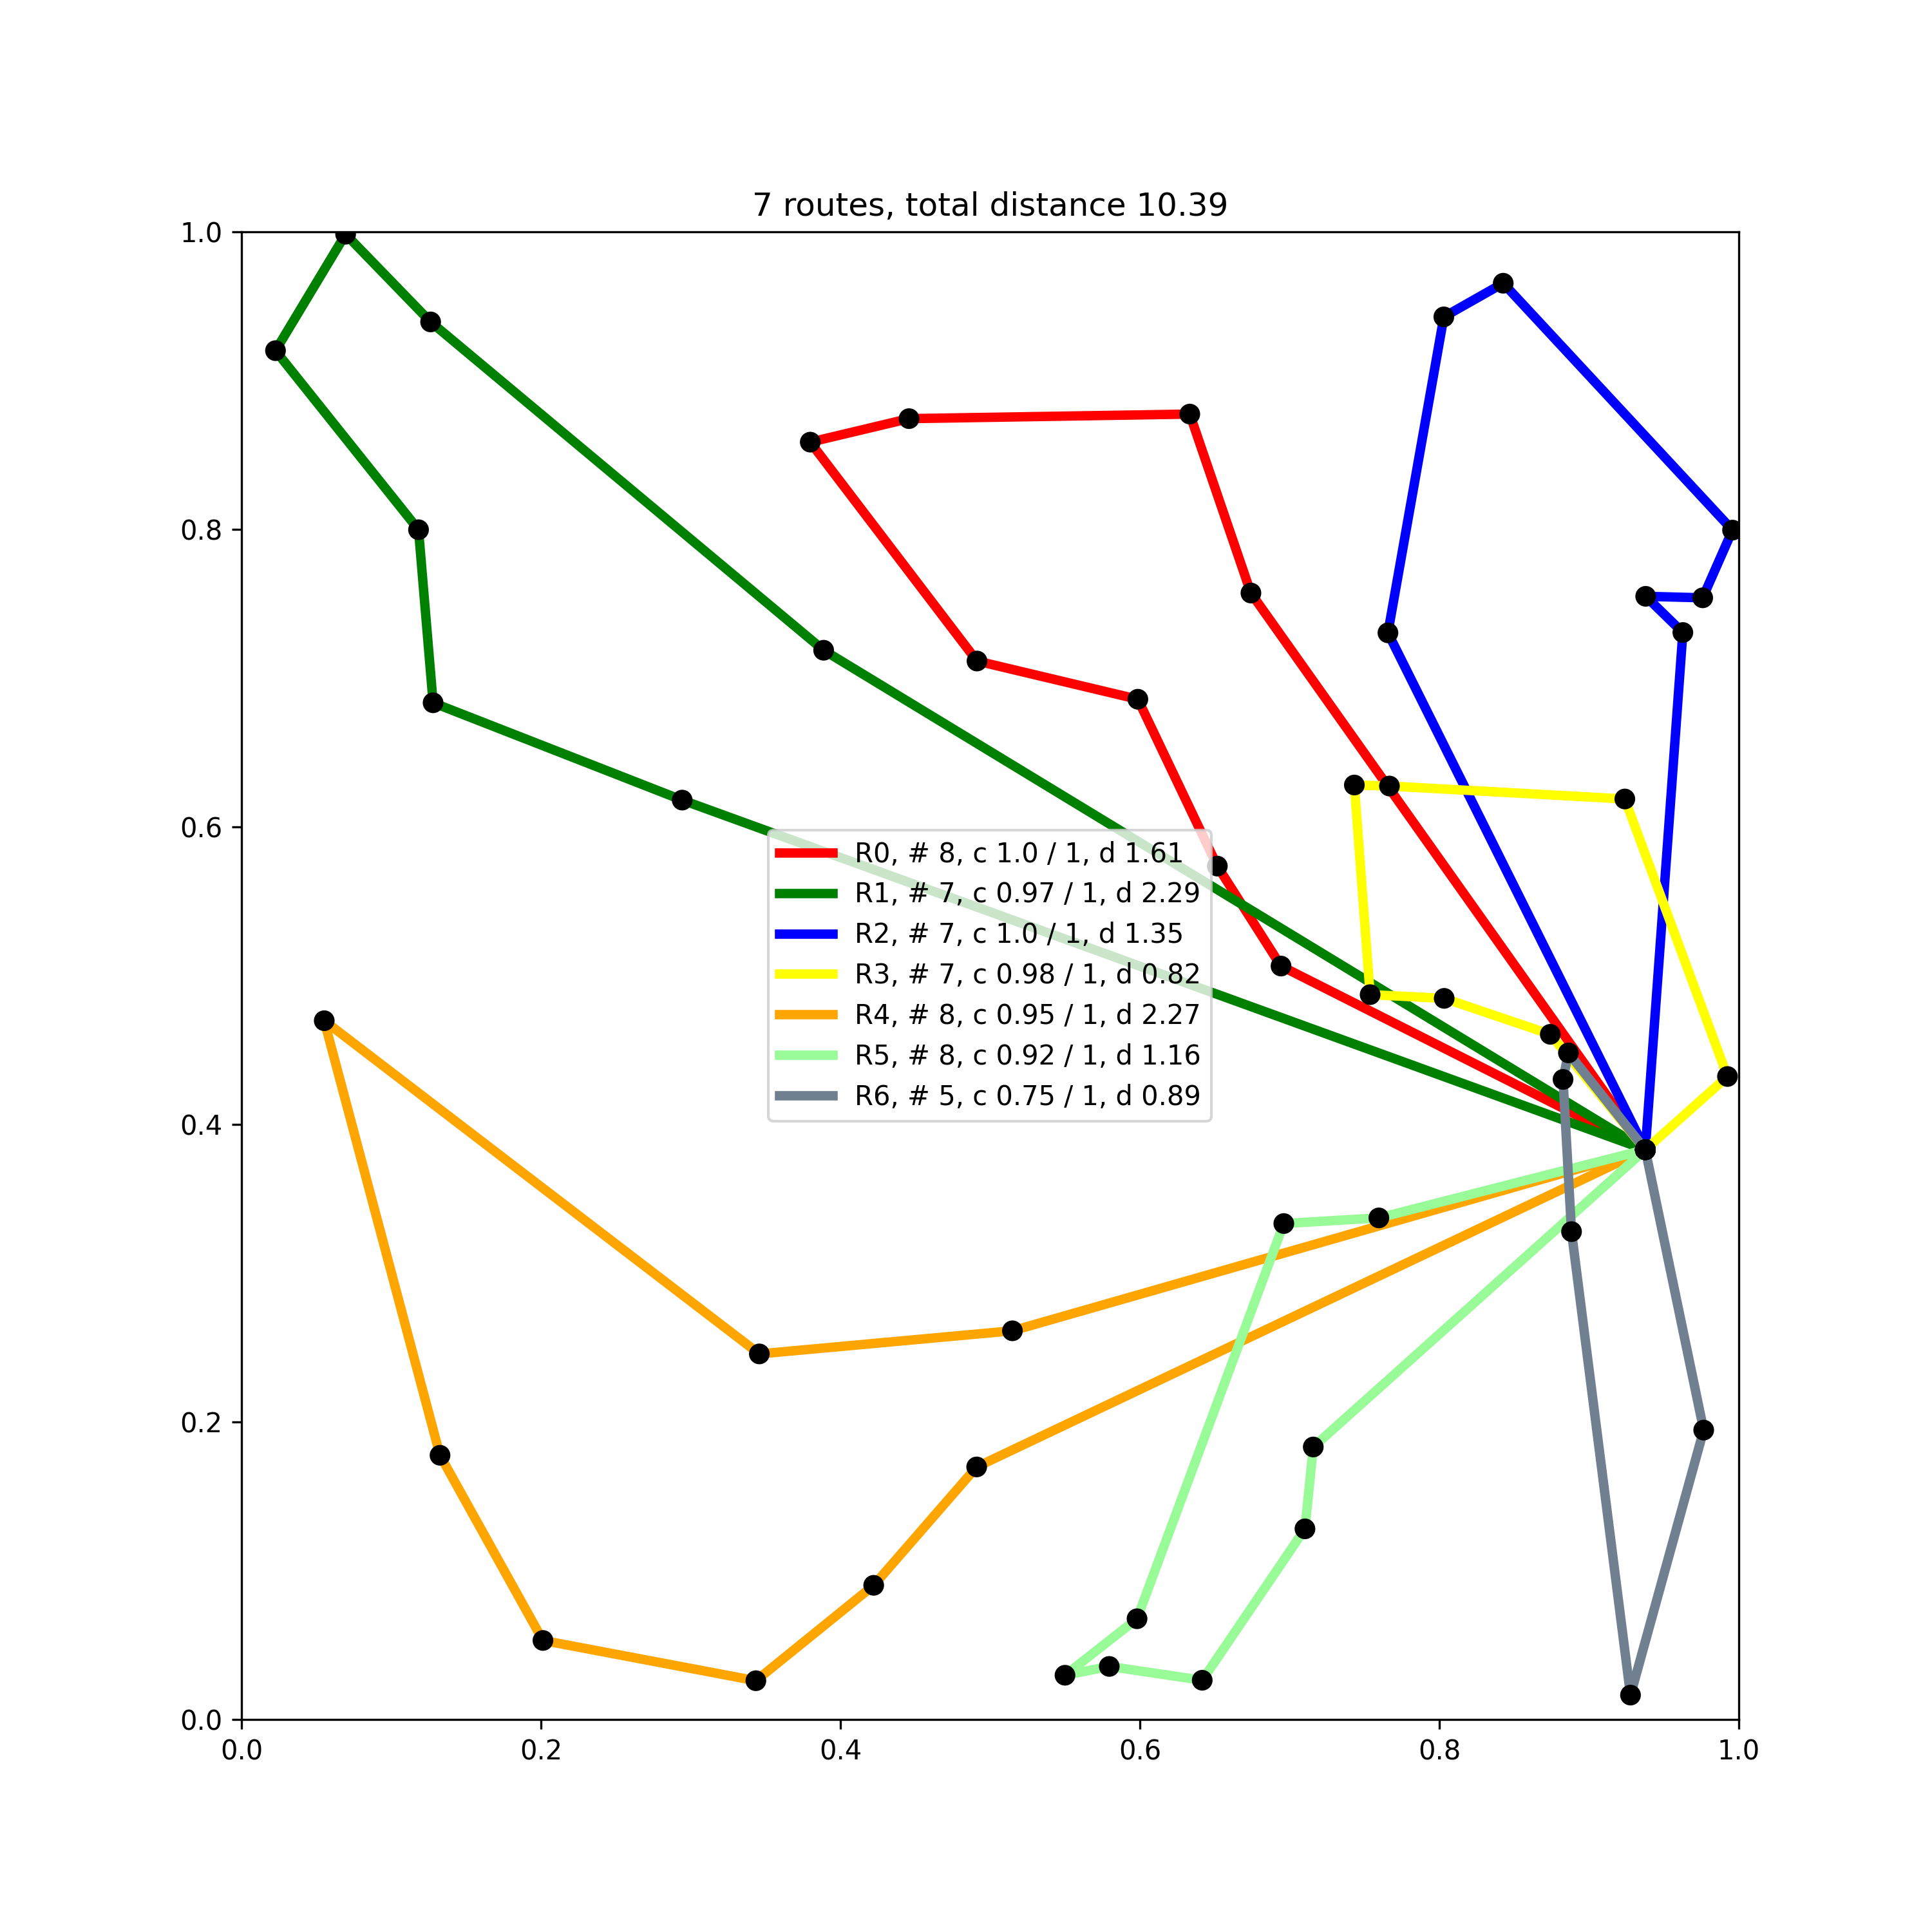 7 routes, total distance 10.39
1.0
0.8
0.6
0.4
0.2
0.0
R0, # 8, c 1.0 / 1, d 1.61
R1, # 7, c 0.97 / 1, d 2.29
R2, # 7, c 1.0 / 1, d 1.35
R3, # 7, c 0.98 / 1, d 0.82
R4, # 8, c 0.95 / 1, d 2.27
R5, # 8, c 0.92 / 1, d 1.16
R6, # 5, c 0.75 / 1, d 0.89
0.0 0.2 0.4 0.6 0.8 1.0